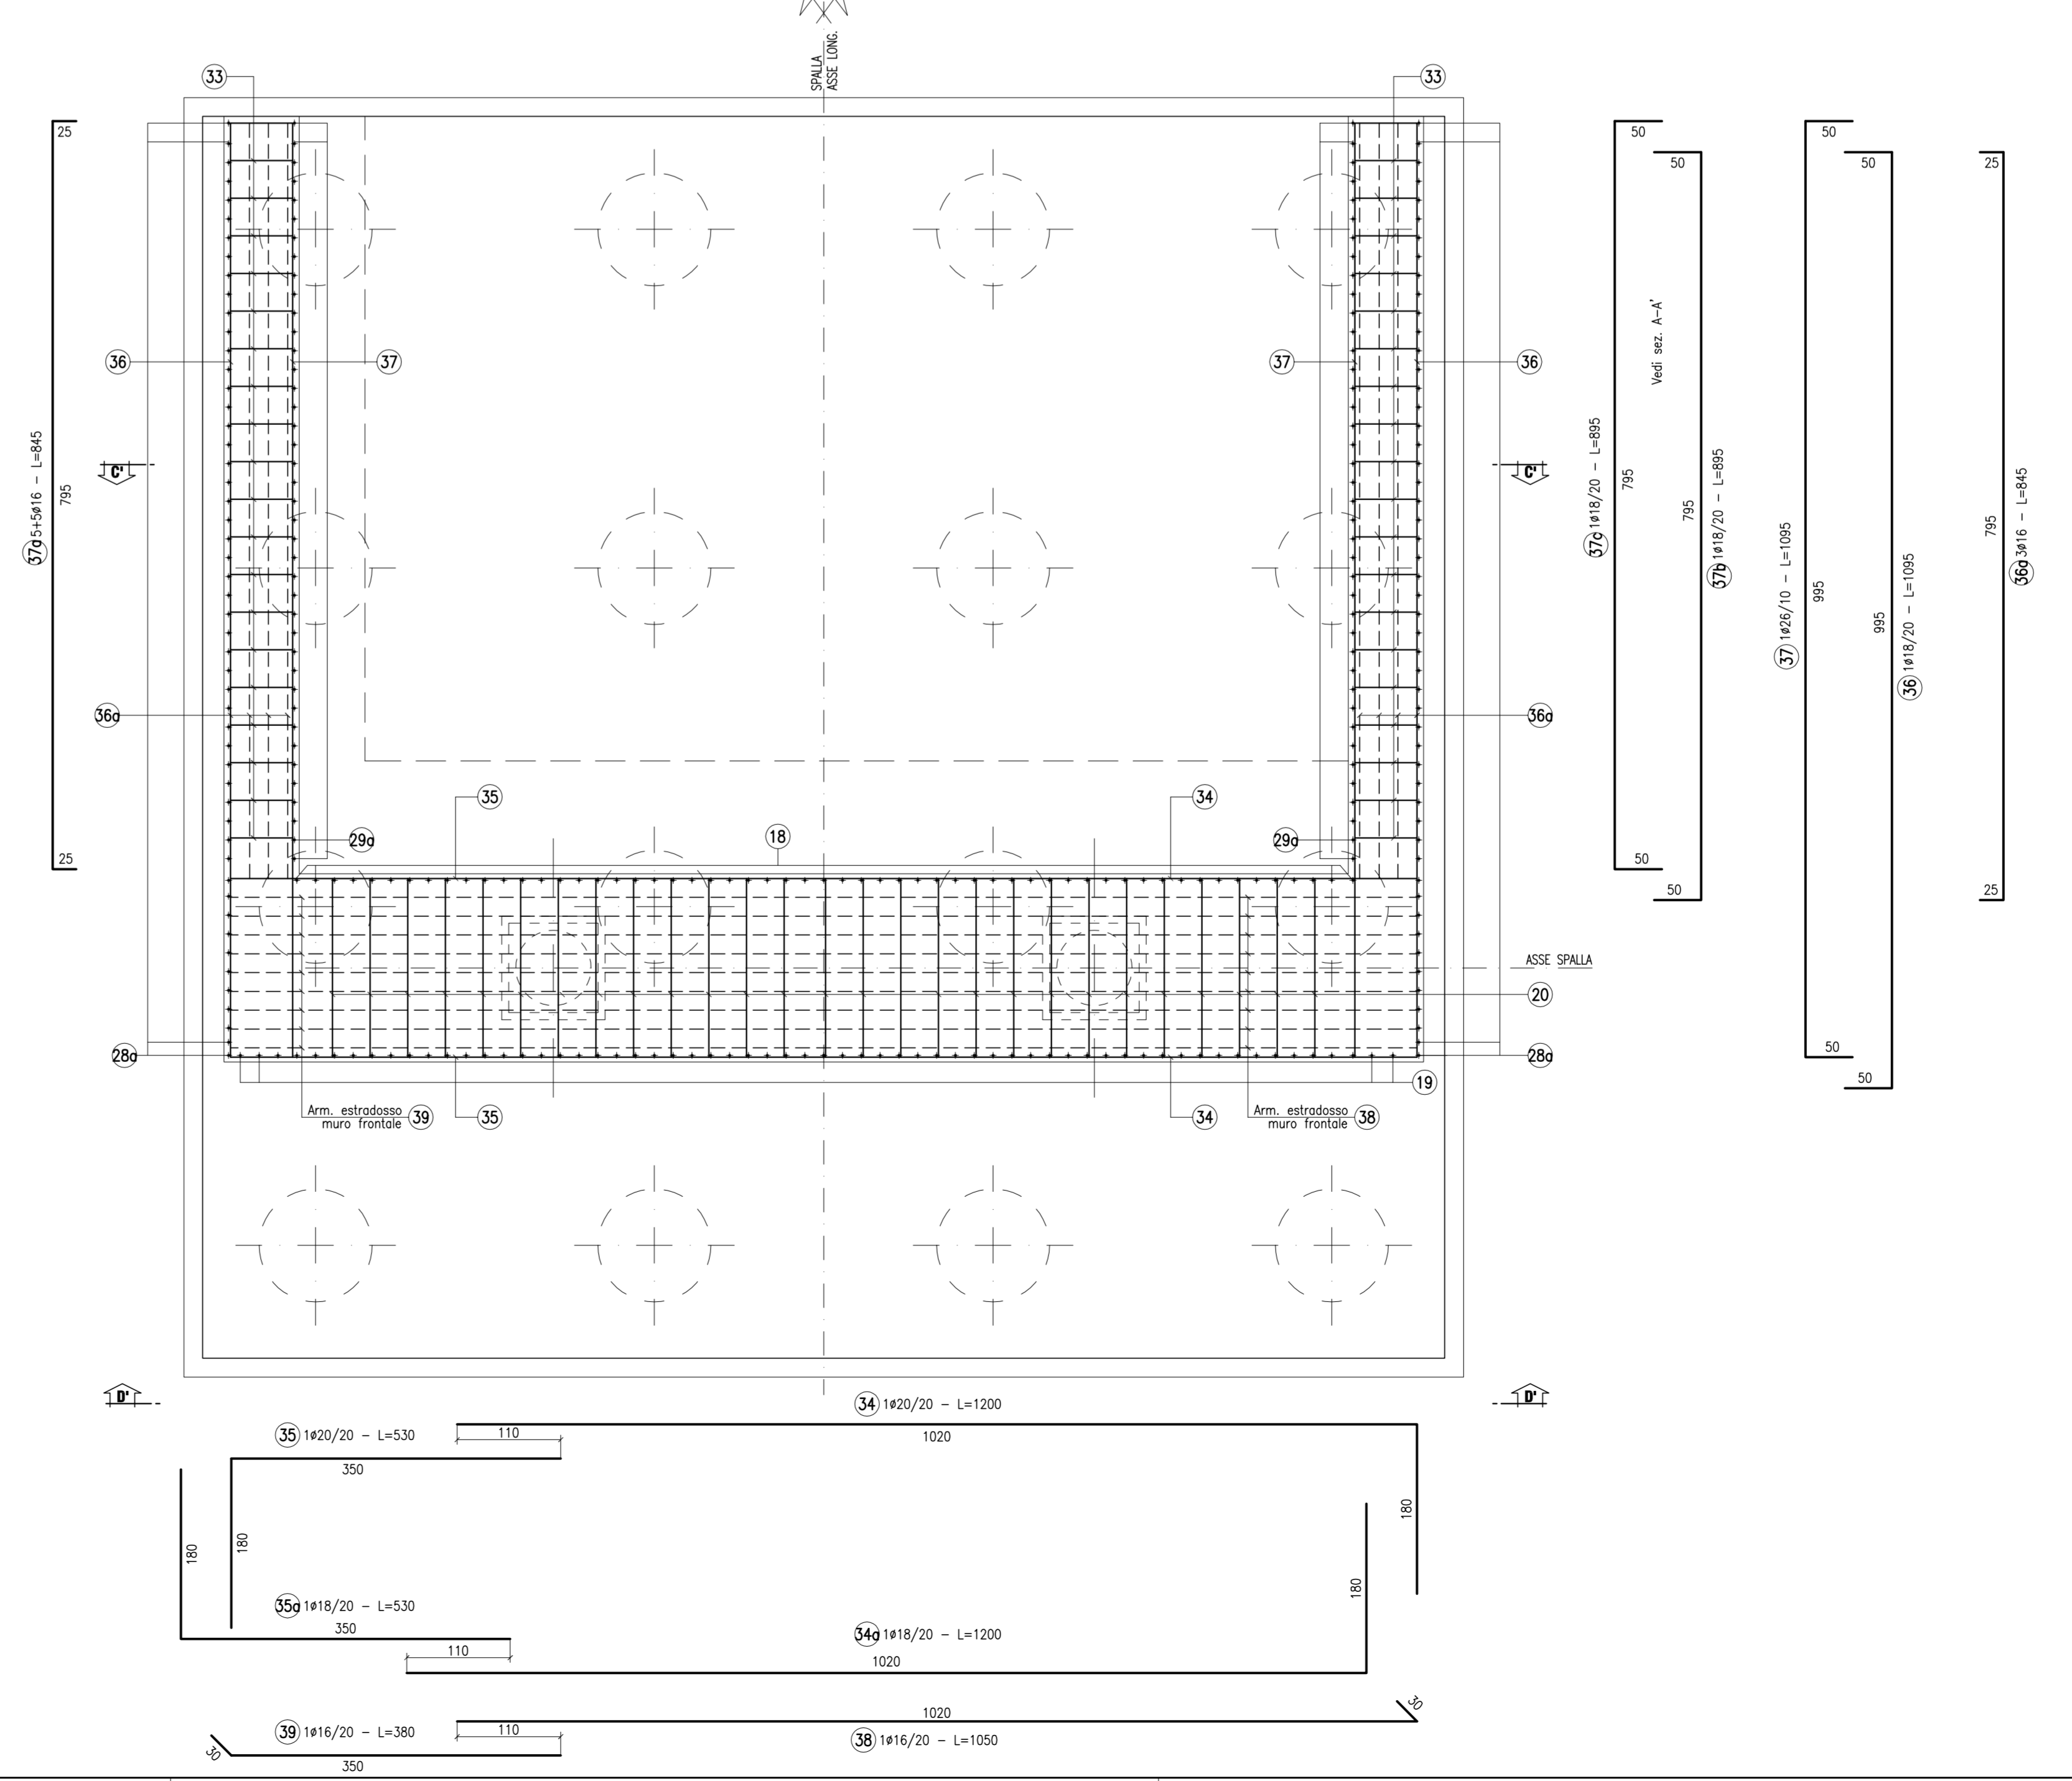 SPALLA
ASSE LONG.
33
33
25
50
50
50
50
25
36
37
37
36
Vedi sez. A-A'
37a 5+5ø16 - L=845
795
C'
C'
37c 1ø18/20 - L=895
795
795
37b 1ø18/20 - L=895
37 1ø26/10 - L=1095
995
995
36 1ø18/20 - L=1095
795
36a 3ø16 - L=845
36a
36a
35
34
18
29a
29a
25
50
50
25
ASSE SPALLA
20
28a
28a
50
50
19
Arm. estradosso
muro frontale 39
35
34
Arm. estradosso
muro frontale 38
D'
D'
34 1ø20/20 - L=1200
35 1ø20/20 - L=530
110
1020
350
180
180
180
180
35a 1ø18/20 - L=530
350
34a 1ø18/20 - L=1200
110
1020
30
1020
39 1ø16/20 - L=380
110
38 1ø16/20 - L=1050
30
350